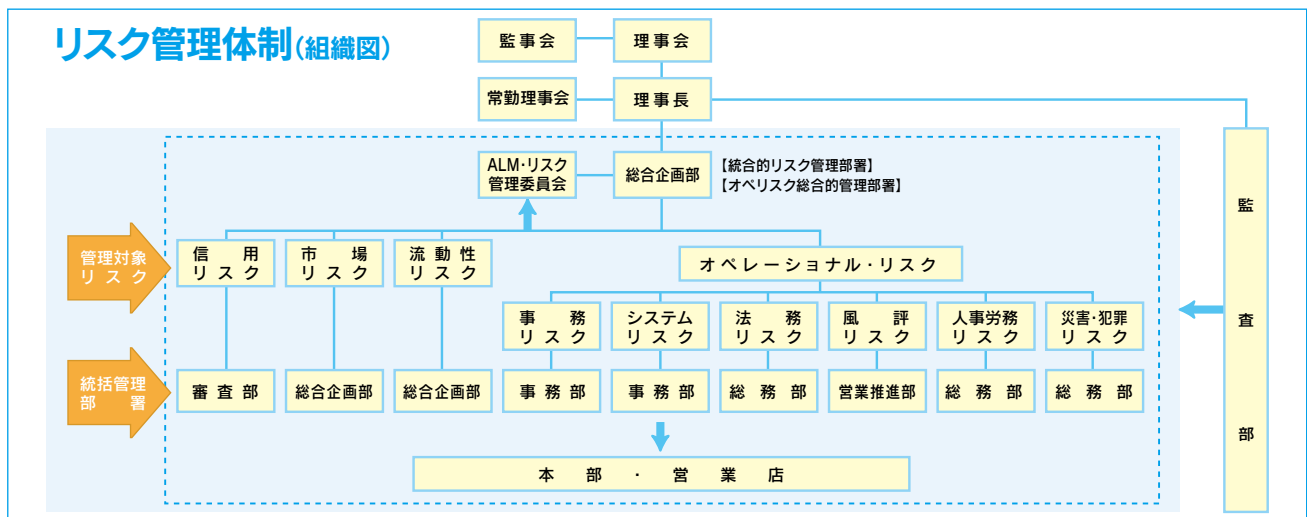 リスク管理体制(組織図)
監事会
理事会
常勤理事会
理事長
ALM・リスク
管理委員会
総合企画部
【統合的リスク管理部署】
【オペリスク総合的管理部署】
監査部
管理対象
リスク
信用
リスク
市場
リスク
流動性
リスク
オペレーショナル・リスク
事務
リスク
システム
リスク
法務
リスク
風評
リスク
人事労務
リスク
災害・犯罪
リスク
統括管理
部署
審査部
総合企画部
総合企画部
事務部
事務部
総務部
営業推進部
総務部
総務部
本部・営業店